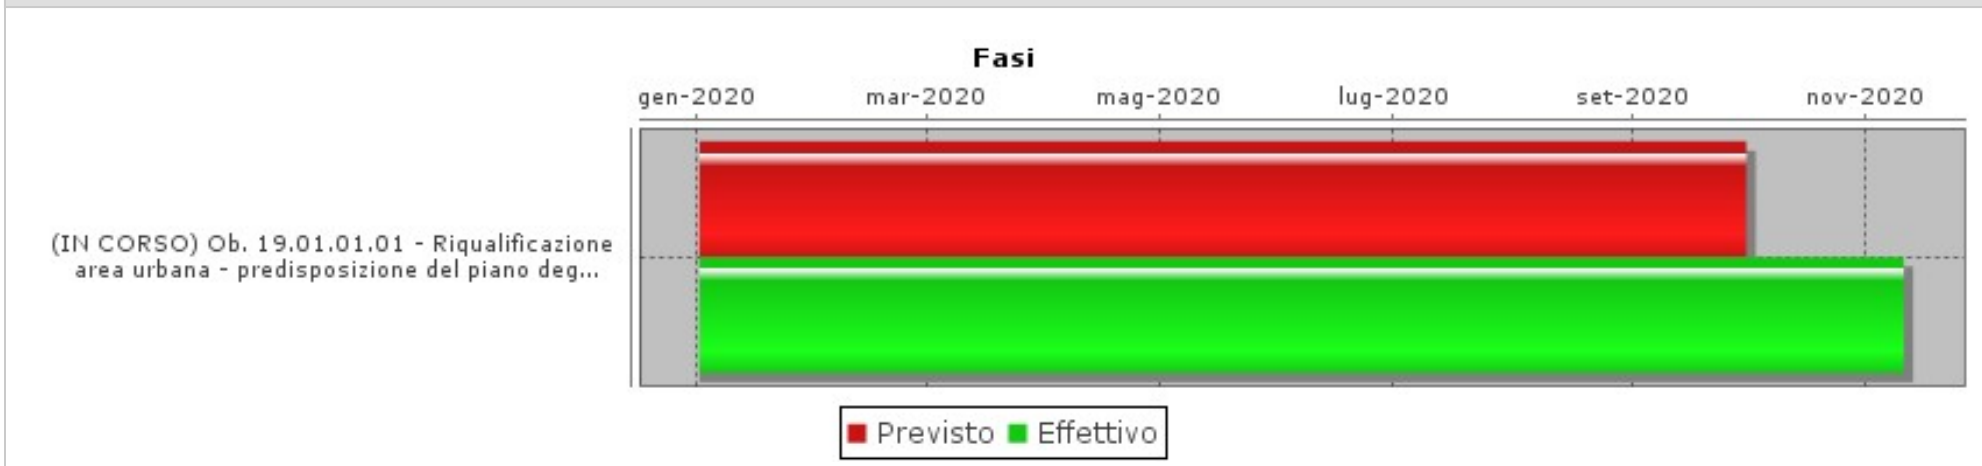 Fasi
gen-2020 mar-2020 mag-2020 lug-2020 set-2020 nov-2020
(IN CORSO) Ob. 19.01.01.01 - Riqualificazione
area urbana - predisposizione del piano deg...
Previsto Effettivo